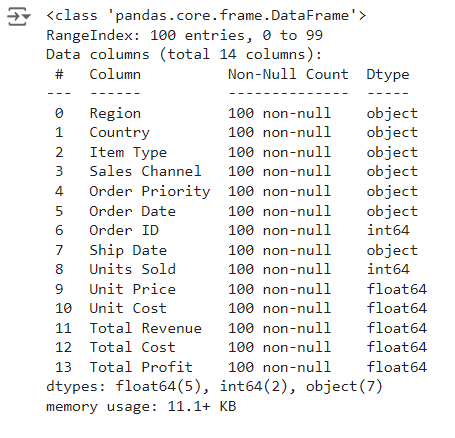 <class 'pandas.core.frame.DataFrame'>
RangeIndex: 100 entries, 0 to 99
Data columns (total 14 columns):
 #   Column          Non-Null Count  Dtype
---  ------          --------------  -----
 0   Region          100 non-null    object
 1   Country         100 non-null    object
 2   Item Type       100 non-null    object
 3   Sales Channel   100 non-null    object
 4   Order Priority  100 non-null    object
 5   Order Date      100 non-null    object
 6   Order ID        100 non-null    int64
 7   Ship Date       100 non-null    object
 8   Units Sold      100 non-null    int64
 9   Unit Price      100 non-null    float64
 10  Unit Cost       100 non-null    float64
 11  Total Revenue   100 non-null    float64
 12  Total Cost      100 non-null    float64
 13  Total Profit    100 non-null    float64
dtypes: float64(5), int64(2), object(7)
memory usage: 11.1+ KB